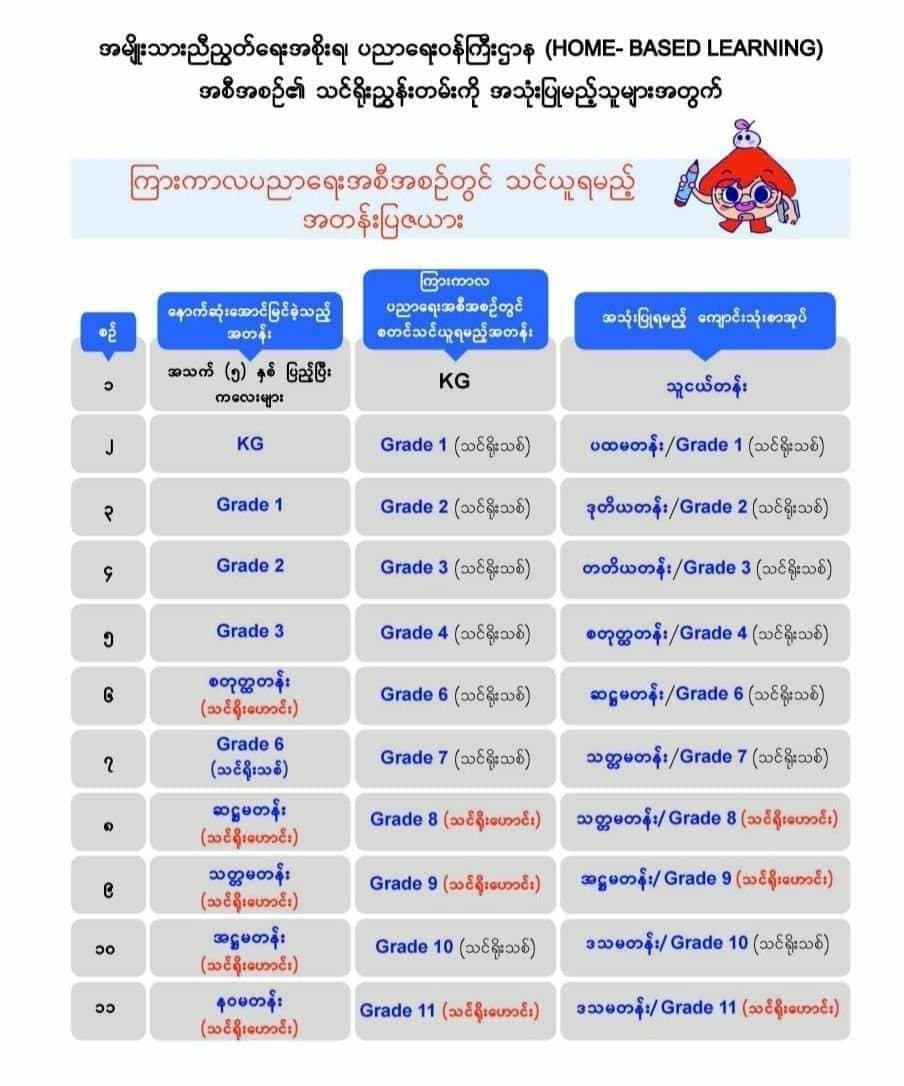 အမျိုးသားညီညွတ်ရေးအစိုးရ၊ ပညာရေးဝန်ကြီးဌာန (HOME- BASED LEARNING)
အစီအစဉ်၏ သင်ရိုးညွှန်းတမ်းကို အသုံးပြုမည့်သူများအတွက်
ကြားကာလပညာရေးအစီအစဉ်တွင် သင်ယူရမည့်
အတန်းပြဇယား
စဉ်
နောက်ဆုံးအောင်မြင်ခဲ့သည့်
အတန်း
ကြားကာလ
ပညာရေးအစီအစဉ်တွင်
စတင်သင်ယူရမည့်အတန်း
အသုံးပြုရမည့် ကျောင်းသုံးစာအုပ်
၁ အသက် (၅) နှစ် ပြည့်ပြီး
ကလေးများ
KG သူငယ်တန်း
၂ KG Grade 1 (သင်ရိုးသစ်) ပထမတန်း/Grade 1 (သင်ရိုးသစ်)
၃ Grade 1 Grade 2 (သင်ရိုးသစ်) ဒုတိယတန်း/Grade 2 (သင်ရိုးသစ်)
၄ Grade 2 Grade 3 (သင်ရိုးသစ်) တတိယတန်း/Grade 3 (သင်ရိုးသစ်)
၅ Grade 3 Grade 4 (သင်ရိုးသစ်) စတုတ္ထတန်း/Grade 4 (သင်ရိုးသစ်)
၆ စတုတ္ထတန်း
(သင်ရိုးဟောင်း)
Grade 6 (သင်ရိုးသစ်) ဆဋ္ဌမတန်း/Grade 6 (သင်ရိုးသစ်)
၇ Grade 6
(သင်ရိုးသစ်)
Grade 7 (သင်ရိုးသစ်) သတ္တမတန်း/Grade 7 (သင်ရိုးသစ်)
၈ ဆဋ္ဌမတန်း
(သင်ရိုးဟောင်း)
Grade 8 (သင်ရိုးဟောင်း) သတ္တမတန်း/ Grade 8 (သင်ရိုးဟောင်း)
၉ သတ္တမတန်း
(သင်ရိုးဟောင်း)
Grade 9 (သင်ရိုးဟောင်း) အဋ္ဌမတန်း/ Grade 9 (သင်ရိုးဟောင်း)
၁၀ အဋ္ဌမတန်း
(သင်ရိုးဟောင်း)
Grade 10 (သင်ရိုးသစ်) ဒသမတန်း/ Grade 10 (သင်ရိုးသစ်)
၁၁ နဝမတန်း
(သင်ရိုးဟောင်း)
Grade 11 (သင်ရိုးဟောင်း) ဒသမတန်း/ Grade 11 (သင်ရိုးဟောင်း)